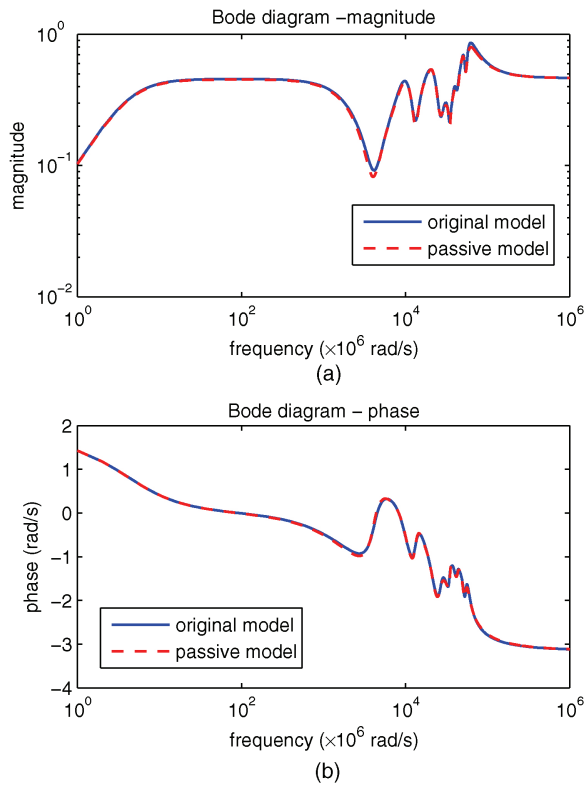 Bode diagram −magnitude
10^0
10^−1
10^−2
magnitude
original model
passive model
10^0 10^2 10^4 10^6
frequency (×10^6 rad/s)
(a)
Bode diagram − phase
2
1
0
−1
−2
−3
−4
phase (rad/s)
original model
passive model
10^0 10^2 10^4 10^6
frequency (×10^6 rad/s)
(b)